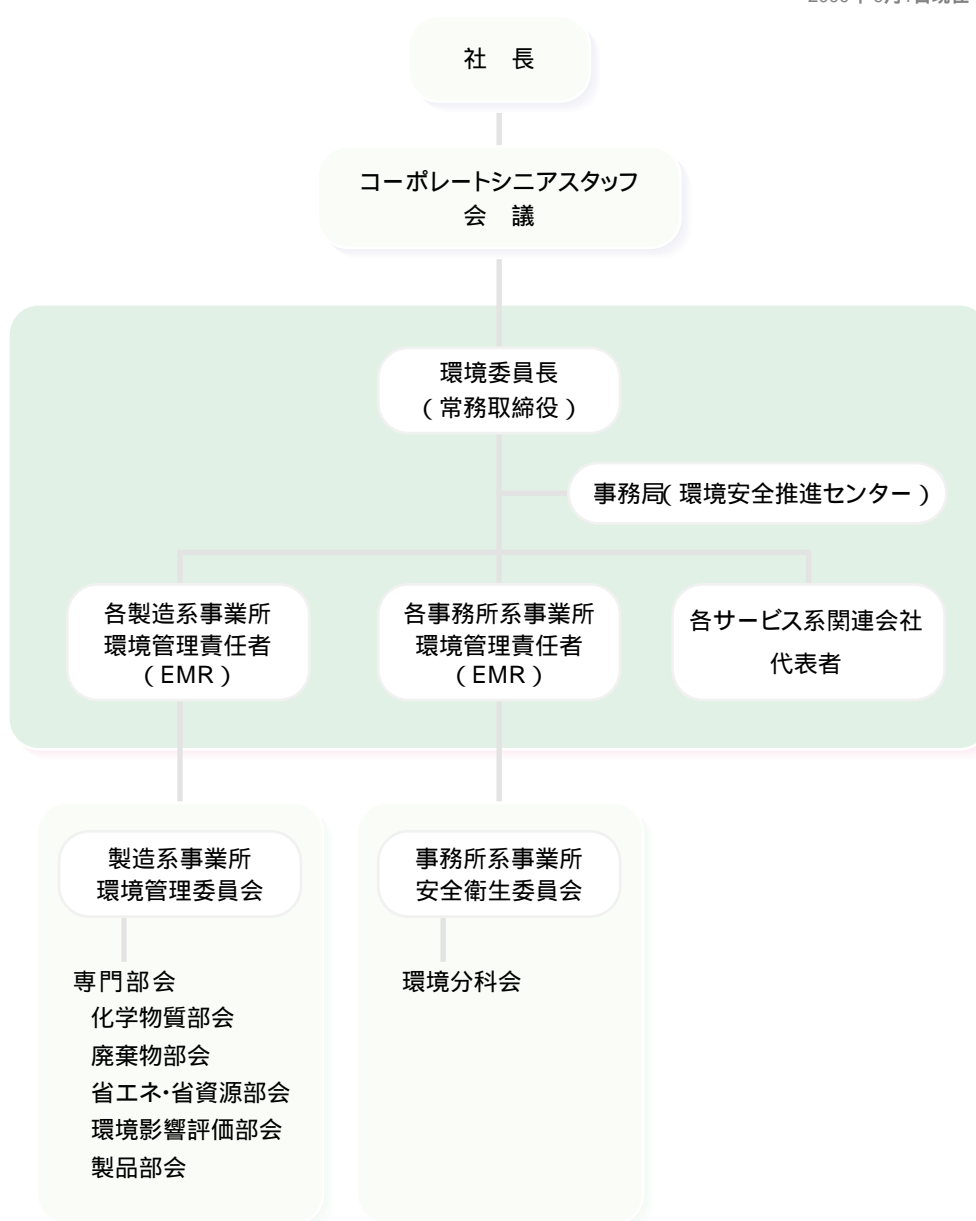 社 長
コーポレートシニアスタッフ
会 議
環境委員長
(常務取締役)
事務局(環境安全推進センター)
各製造系事業所
環境管理責任者
(EMR)
各事務所系事業所
環境管理責任者
(EMR)
各サービス系関連会社
代表者
製造系事業所
環境管理委員会
専門部会
化学物質部会
廃棄物部会
省エネ・省資源部会
環境影響評価部会
製品部会
事務所系事業所
安全衛生委員会
環境分科会